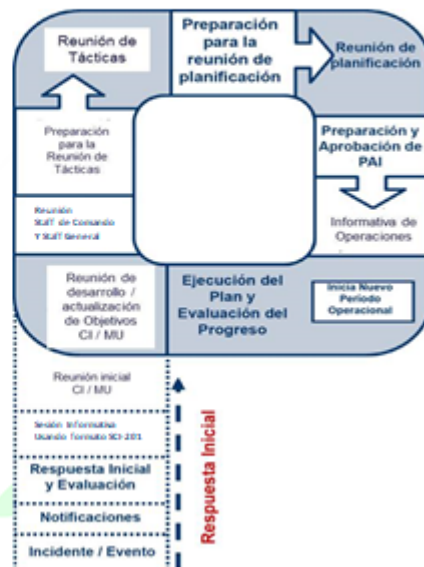 Reunión de
Tácticas
Preparación
para la
reunión de
planificación
Reunión de
planificación
Preparación
para la
Reunión de
Tácticas
Preparación y
Aprobación de
PAI
Reunión
Staff de Comando
Y Staff General
Informativa de
Operaciones
Reunión de
desarrollo /
actualización
de Objetivos
CI / MU
Ejecución del
Plan y
Evaluación del
Progreso
Inicia Nuevo
Periodo
Operacional
Reunión inicial
CI / MU
Sesión Informativa
Usando formato SCI-201
Respuesta Inicial
y Evaluación
Notificaciones
Incidente / Evento
Respuesta Inicial